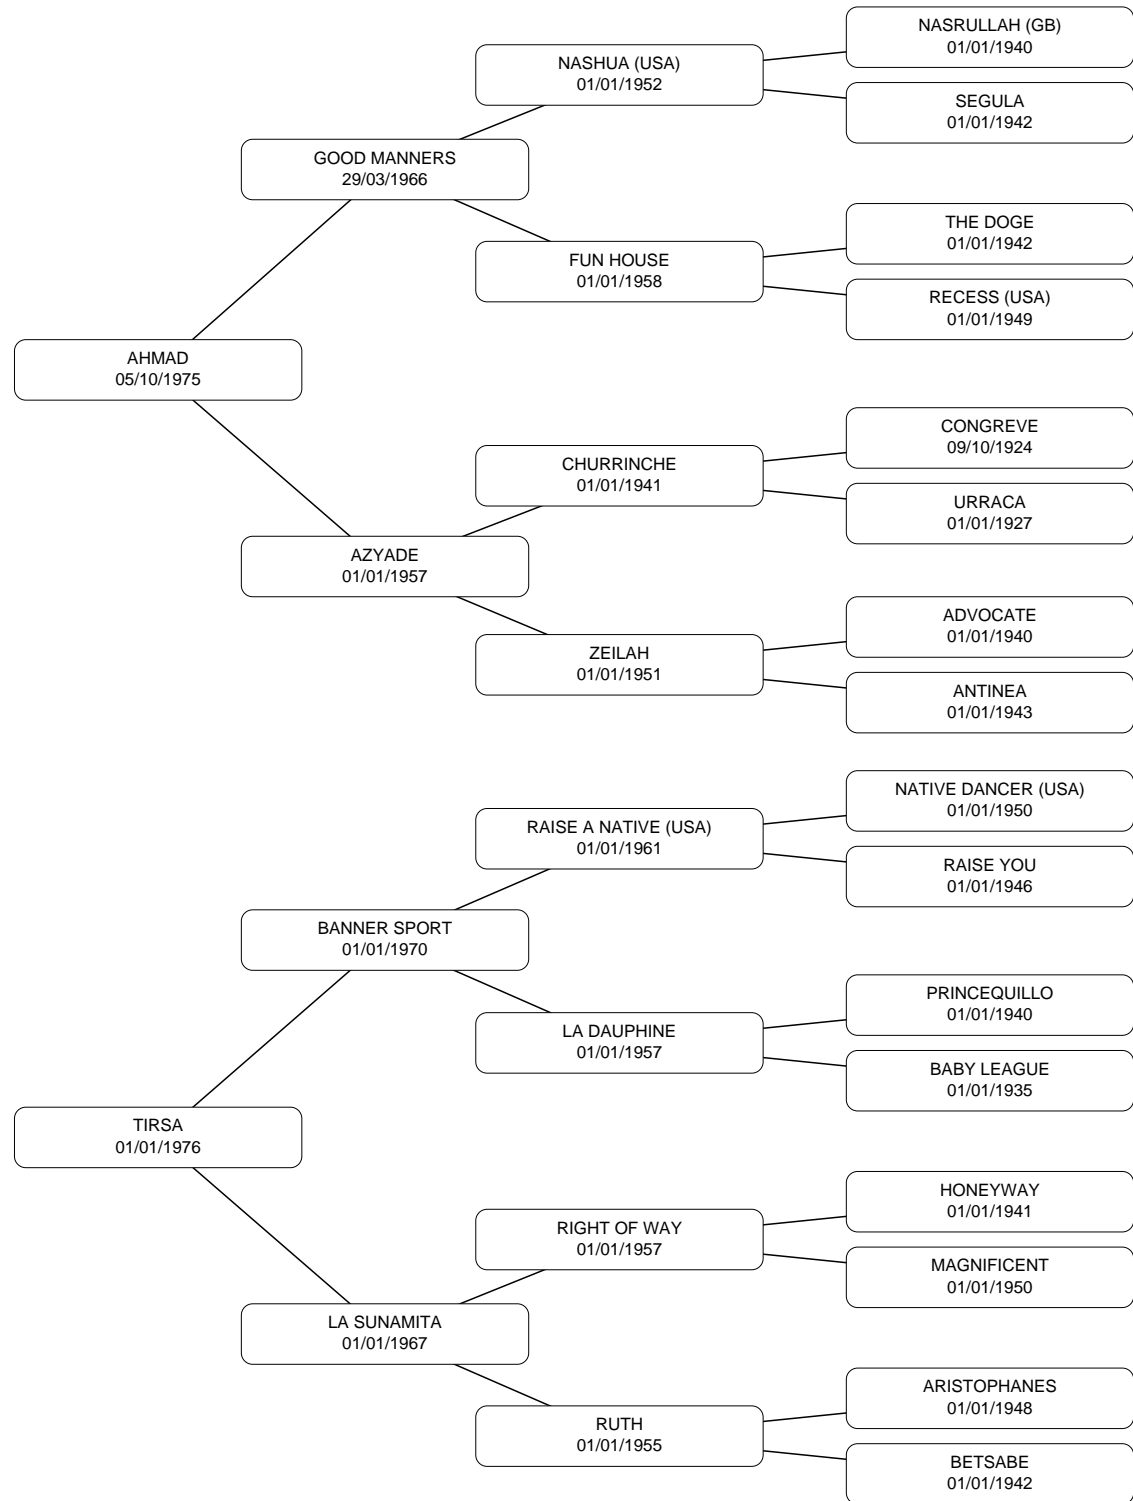 NASRULLAH (GB)
01/01/1940
NASHUA (USA)
01/01/1952
SEGULA
01/01/1942
GOOD MANNERS
29/03/1966
THE DOGE
01/01/1942
FUN HOUSE
01/01/1958
RECESS (USA)
01/01/1949
AHMAD
05/10/1975
CONGREVE
09/10/1924
CHURRINCHE
01/01/1941
URRACA
01/01/1927
AZYADE
01/01/1957
ADVOCATE
01/01/1940
ZEILAH
01/01/1951
ANTINEA
01/01/1943
NATIVE DANCER (USA)
01/01/1950
RAISE A NATIVE (USA)
01/01/1961
RAISE YOU
01/01/1946
BANNER SPORT
01/01/1970
PRINCEQUILLO
01/01/1940
LA DAUPHINE
01/01/1957
BABY LEAGUE
01/01/1935
TIRSA
01/01/1976
HONEYWAY
01/01/1941
RIGHT OF WAY
01/01/1957
MAGNIFICENT
01/01/1950
LA SUNAMITA
01/01/1967
ARISTOPHANES
01/01/1948
RUTH
01/01/1955
BETSABE
01/01/1942